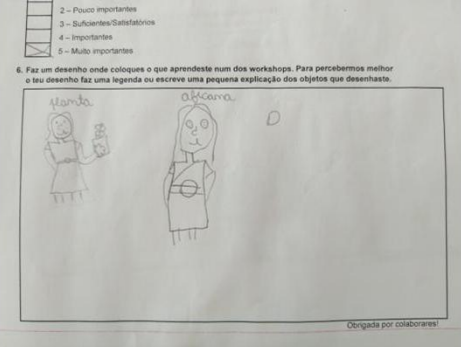 2 – Pouco importantes
3 – Suficientes/Satisfatórios
4 – Importantes
5 – Muito importantes
6. Faz um desenho onde coloques o que aprendeste num dos workshops. Para percebermos melhor
o teu desenho faz uma legenda ou escreve uma pequena explicação dos objetos que desenhaste.
planta africana
Obrigada por colaborares!